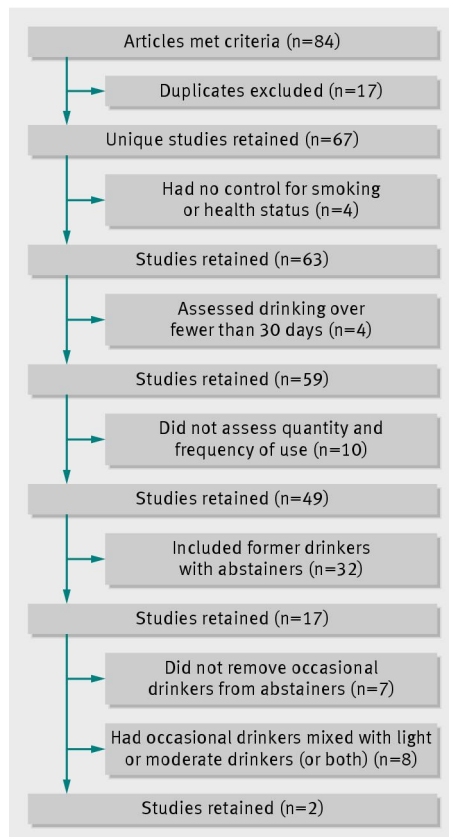 Articles met criteria (n=84)
Duplicates excluded (n=17)
Unique studies retained (n=67)
Had no control for smoking
or health status (n=4)
Studies retained (n=63)
Assessed drinking over
fewer than 30 days (n=4)
Studies retained (n=59)
Did not assess quantity and
frequency of use (n=10)
Studies retained (n=49)
Included former drinkers
with abstainers (n=32)
Studies retained (n=17)
Did not remove occasional
drinkers from abstainers (n=7)
Had occasional drinkers mixed with light
or moderate drinkers (or both) (n=8)
Studies retained (n=2)